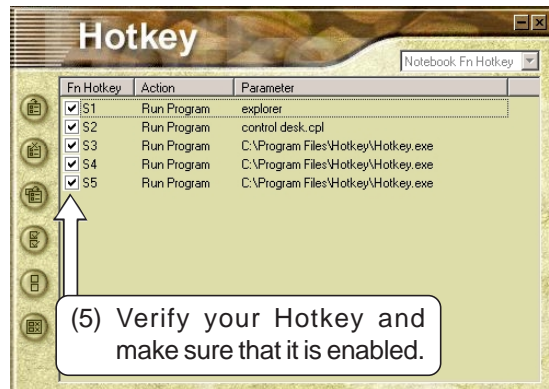 Hotkey
Notebook Fn Hotkey
Fn Hotkey Action Parameter
S1 Run Program explorer
S2 Run Program control desk.cpl
S3 Run Program C:\Program Files\Hotkey\Hotkey.exe
S4 Run Program C:\Program Files\Hotkey\Hotkey.exe
S5 Run Program C:\Program Files\Hotkey\Hotkey.exe
(5) Verify your Hotkey and
make sure that it is enabled.